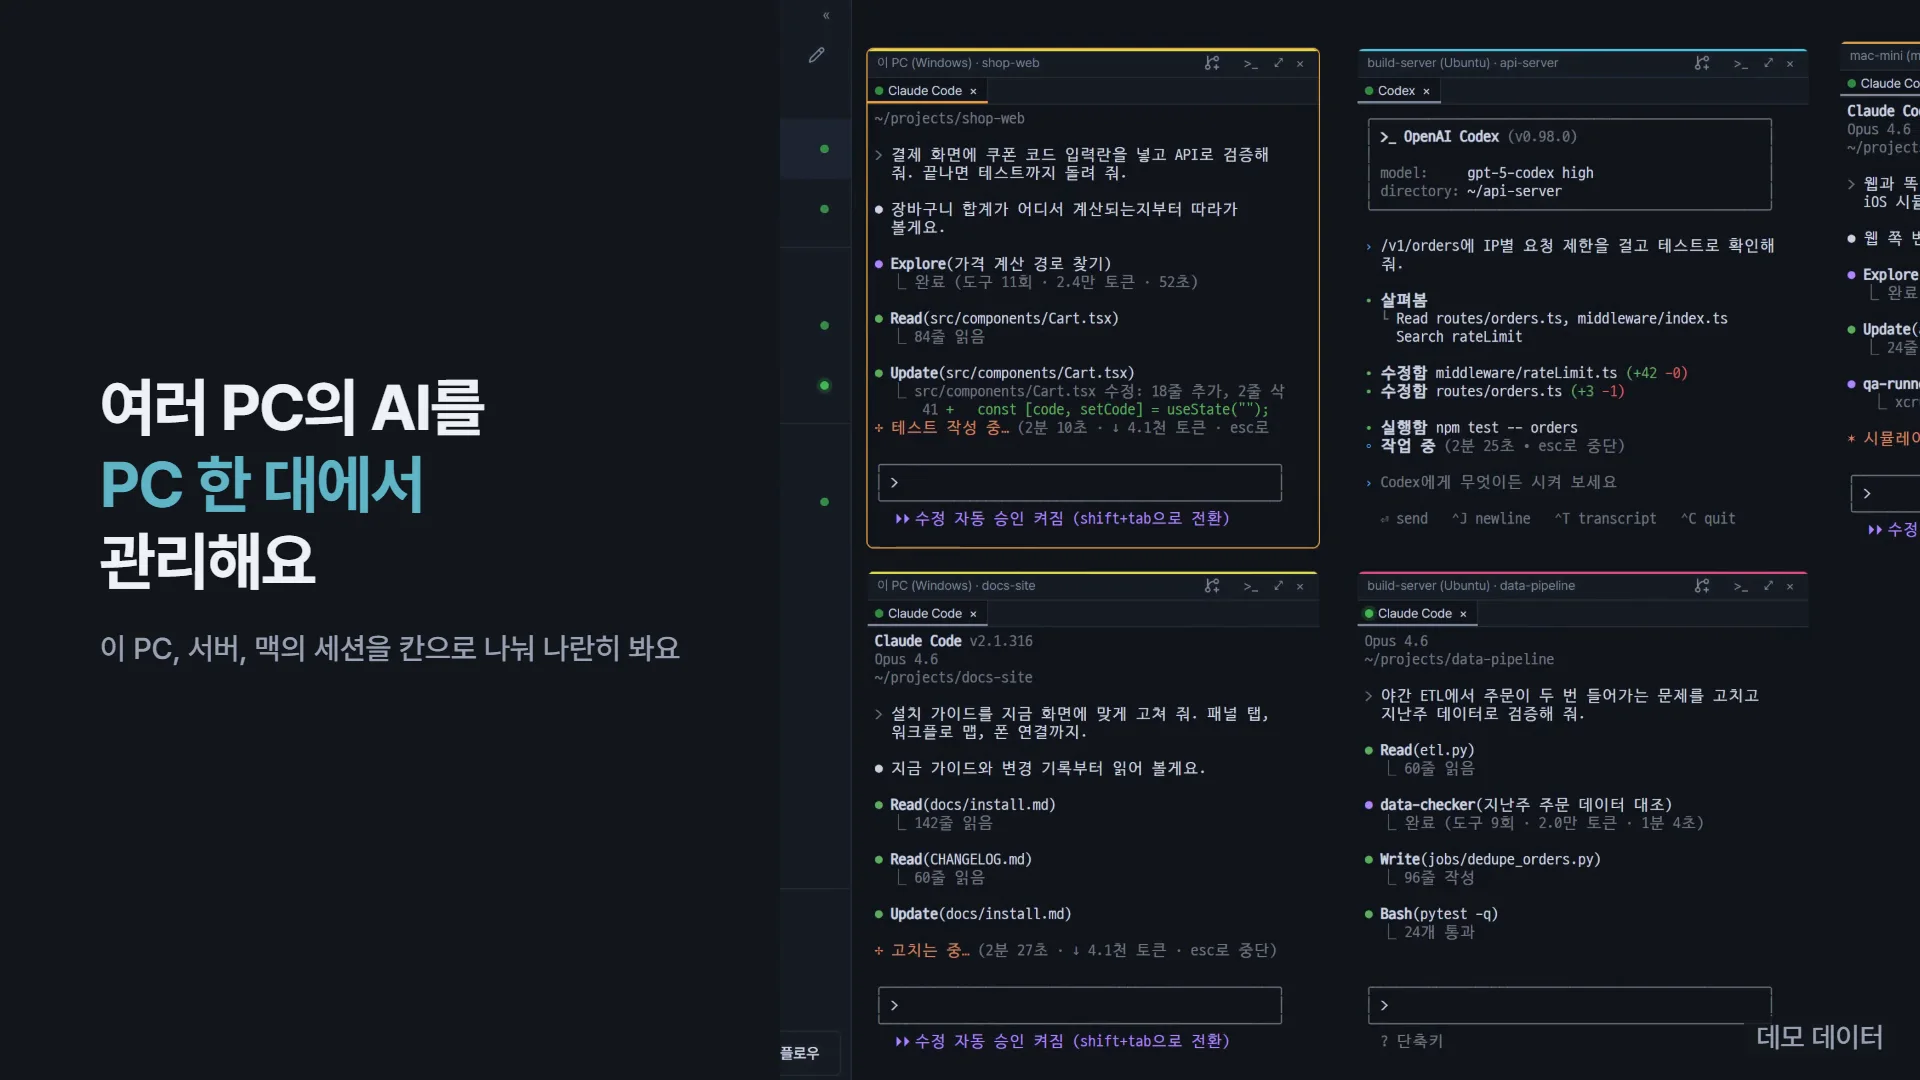 여러 PC의 AI를
PC 한 대에서
관리해요
이 PC, 서버, 맥의 세션을 칸으로 나눠 나란히 봐요
«
플로우
이 PC (Windows) · shop-web
>_ ⤢ ×
Claude Code ×
~/projects/shop-web
> 결제 화면에 쿠폰 코드 입력란을 넣고 API로 검증해
줘. 끝나면 테스트까지 돌려 줘.
● 장바구니 합계가 어디서 계산되는지부터 따라가
볼게요.
● Explore(가격 계산 경로 찾기)
⎿ 완료 (도구 11회 · 2.4만 토큰 · 52초)
● Read(src/components/Cart.tsx)
⎿ 84줄 읽음
● Update(src/components/Cart.tsx)
⎿ src/components/Cart.tsx 수정: 18줄 추가, 2줄 삭
41 + const [code, setCode] = useState("");
✢ 테스트 작성 중… (2분 10초 · ↓ 4.1천 토큰 · esc로
>
⏵⏵ 수정 자동 승인 켜짐 (shift+tab으로 전환)
build-server (Ubuntu) · api-server
>_ ⤢ ×
Codex ×
>_ OpenAI Codex (v0.98.0)
model: gpt-5-codex high
directory: ~/api-server
› /v1/orders에 IP별 요청 제한을 걸고 테스트로 확인해
줘.
• 살펴봄
└ Read routes/orders.ts, middleware/index.ts
Search rateLimit
• 수정함 middleware/rateLimit.ts (+42 -0)
• 수정함 routes/orders.ts (+3 -1)
• 실행함 npm test -- orders
◦ 작업 중 (2분 25초 • esc로 중단)
› Codex에게 무엇이든 시켜 보세요
⏎ send ⌃J newline ⌃T transcript ⌃C quit
mac-mini (m
Claude Co
Claude Co
Opus 4.6
~/project
> 웹과 똑
iOS 시뮬
● 웹 쪽 변
● Explore
⎿ 완료
● Update(
⎿ 24줄
● qa-runn
⎿ xcr
* 시뮬레이
>
⏵⏵ 수정
이 PC (Windows) · docs-site
>_ ⤢ ×
Claude Code ×
Claude Code v2.1.316
Opus 4.6
~/projects/docs-site
> 설치 가이드를 지금 화면에 맞게 고쳐 줘. 패널 탭,
워크플로 맵, 폰 연결까지.
● 지금 가이드와 변경 기록부터 읽어 볼게요.
● Read(docs/install.md)
⎿ 142줄 읽음
● Read(CHANGELOG.md)
⎿ 60줄 읽음
● Update(docs/install.md)
✢ 고치는 중… (2분 27초 · ↓ 4.1천 토큰 · esc로 중단)
>
⏵⏵ 수정 자동 승인 켜짐 (shift+tab으로 전환)
build-server (Ubuntu) · data-pipeline
>_ ⤢ ×
Claude Code ×
Opus 4.6
~/projects/data-pipeline
> 야간 ETL에서 주문이 두 번 들어가는 문제를 고치고
지난주 데이터로 검증해 줘.
● Read(etl.py)
⎿ 60줄 읽음
● data-checker(지난주 주문 데이터 대조)
⎿ 완료 (도구 9회 · 2.0만 토큰 · 1분 4초)
● Write(jobs/dedupe_orders.py)
⎿ 96줄 작성
● Bash(pytest -q)
⎿ 24개 통과
>
? 단축키
데모 데이터